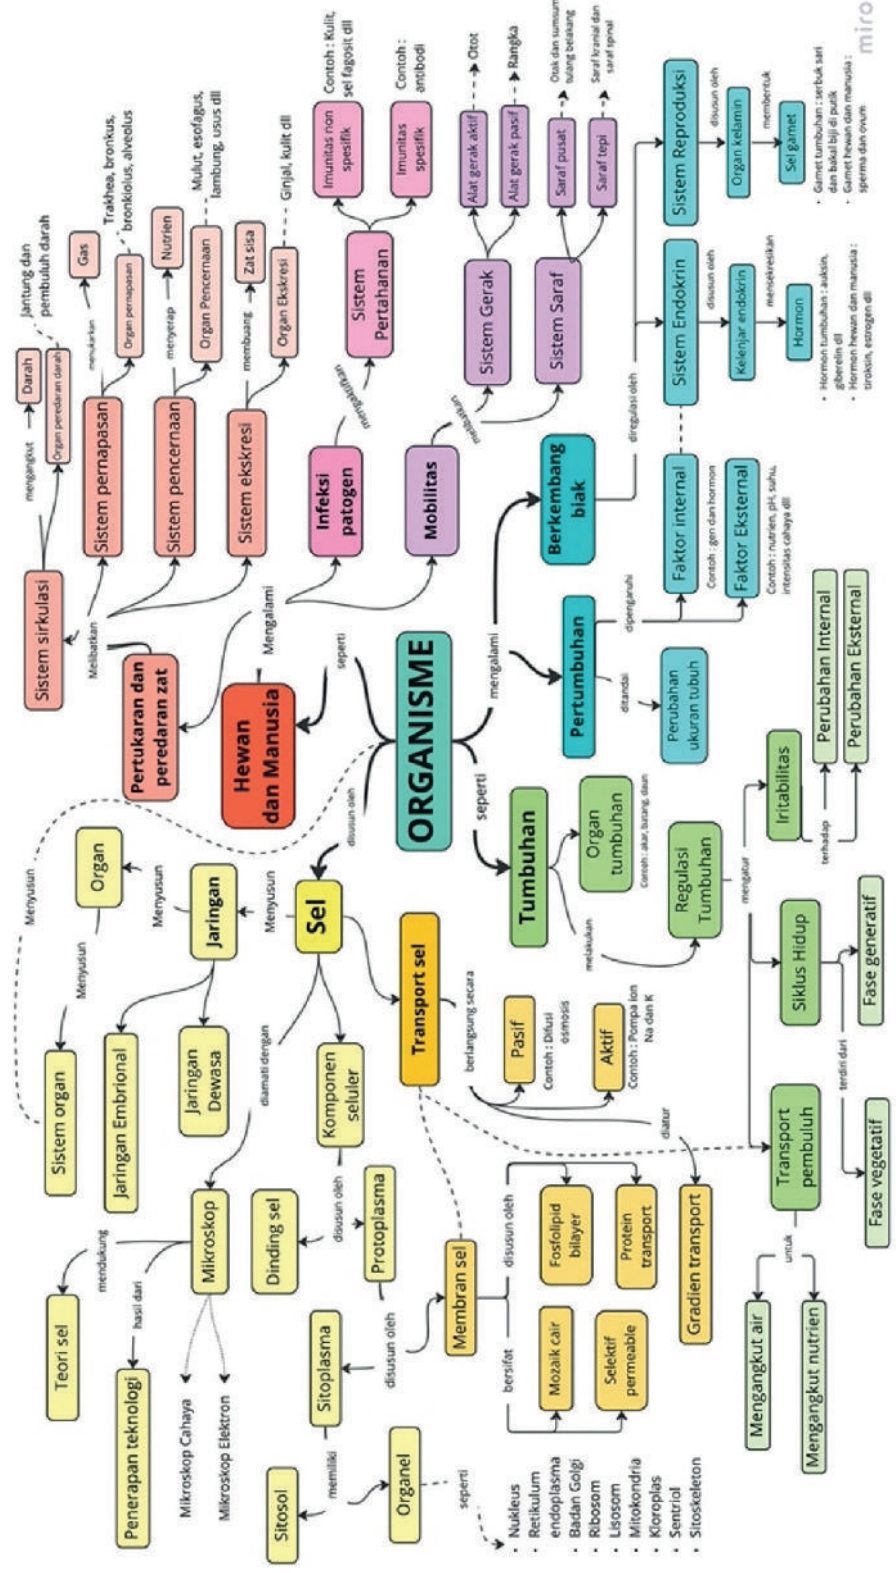 Teori sel
mendukung
Penerapan teknologi
hasil dari
Mikroskop Cahaya
Mikroskop Elektron
Mikroskop
diamati dengan
Sistem organ
Menyusun
Menyusun
Organ
Menyusun
Jaringan
Menyusun
Jaringan Embrional
Jaringan
Dewasa
Sel
disusun oleh
Komponen
seluler
disusun oleh
Dinding sel
Protoplasma
disusun oleh
Sitoplasma
memiliki
Sitosol
Organel
seperti
• Nukleus
• Retikulum
endoplasma
• Badan Golgi
• Ribosom
• Lisosom
• Mitokondria
• Kloroplas
• Sentriol
• Sitoskeleton
Membran sel
bersifat
Mozaik cair
Selektif
permeable
disusun oleh
Fosfolipid
bilayer
Protein
transport
Transport sel
berlangsung secara
Pasif
Contoh : Difusi
osmosis
Aktif
Contoh : Pompa ion
Na dan K
diatur
Gradien transport
ORGANISME
seperti
Hewan
dan Manusia
Mengalami
Pertukaran dan
peredaran zat
Melibatkan
Sistem sirkulasi
mengangkut
Darah
Organ peredaran darah
Jantung dan
pembuluh darah
Sistem pernapasan
menukarkan
Gas
Organ pernapasan
Trakhea, bronkus,
bronkiolus, alveolus
Sistem pencernaan
menyerap
Nutrien
Organ Pencernaan
Mulut, esofagus,
lambung, usus dll
Sistem ekskresi
membuang
Zat sisa
Organ Ekskresi
Ginjal, kulit dll
Infeksi
patogen
mengaktifkan
Sistem
Pertahanan
Imunitas non
spesifik
Contoh : Kulit,
sel fagosit dll
Imunitas
spesifik
Contoh :
antibodi
Mobilitas
melibatkan
Sistem Gerak
Alat gerak aktif
Otot
Alat gerak pasif
Rangka
Sistem Saraf
Saraf pusat
Otak dan sumsum
tulang belakang
Saraf tepi
Saraf kranial dan
saraf spinal
seperti
Tumbuhan
Organ
tumbuhan
Contoh : akar, batang, daun
melakukan
Regulasi
Tumbuhan
mengatur
Transport
pembuluh
untuk
Mengangkut air
Mengangkut nutrien
Siklus Hidup
terdiri dari
Fase vegetatif
Fase generatif
Iritabilitas
terhadap
Perubahan Internal
Perubahan Eksternal
mengalami
Pertumbuhan
ditandai
Perubahan
ukuran tubuh
dipengaruhi
Faktor internal
Contoh : gen dan hormon
Faktor Eksternal
Contoh : nutrien, pH, suhu,
intensitas cahaya dll
Berkembang
biak
diregulasi oleh
Sistem Endokrin
disusun oleh
Kelenjar endokrin
mensekresikan
Hormon
• Hormon tumbuhan : auksin,
giberelin dll
• Hormon hewan dan manusia :
tiroksin, estrogen dll
Sistem Reproduksi
disusun oleh
Organ kelamin
membentuk
Sel gamet
• Gamet tumbuhan : serbuk sari
dan bakal biji di putik
• Gamet hewan dan manusia :
sperma dan ovum
miro